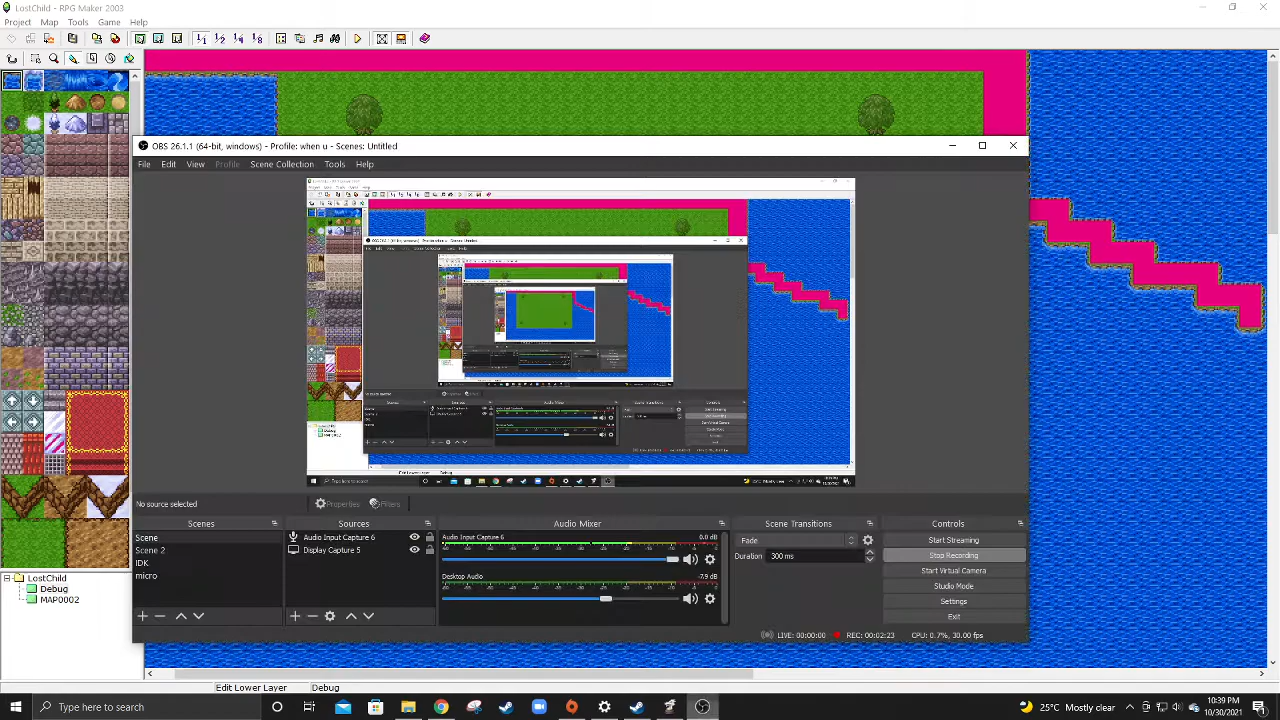 LostChild - RPG Maker 2003
Project Map Tools Game Help
OBS 26.1.1 (64-bit, windows) - Profile: when u - Scenes: Untitled
File Edit View Profile Scene Collection Tools Help
No source selected
Properties
Filters
Scenes
Scene
Scene 2
IDK
micro
Sources
Audio Input Capture 6
Display Capture 5
Audio Mixer
Audio Input Capture 6 0.0 dB
Desktop Audio -7.9 dB
Scene Transitions
Fade
Duration 300 ms
Controls
Start Streaming
Stop Recording
Start Virtual Camera
Studio Mode
Settings
Exit
LIVE: 00:00:00 REC: 00:02:23 CPU: 0.7%, 30.00 fps
LostChild
Debug
MAP0002
Edit Lower Layer Debug
Type here to search
25°C Mostly clear
10:39 PM
10/30/2021